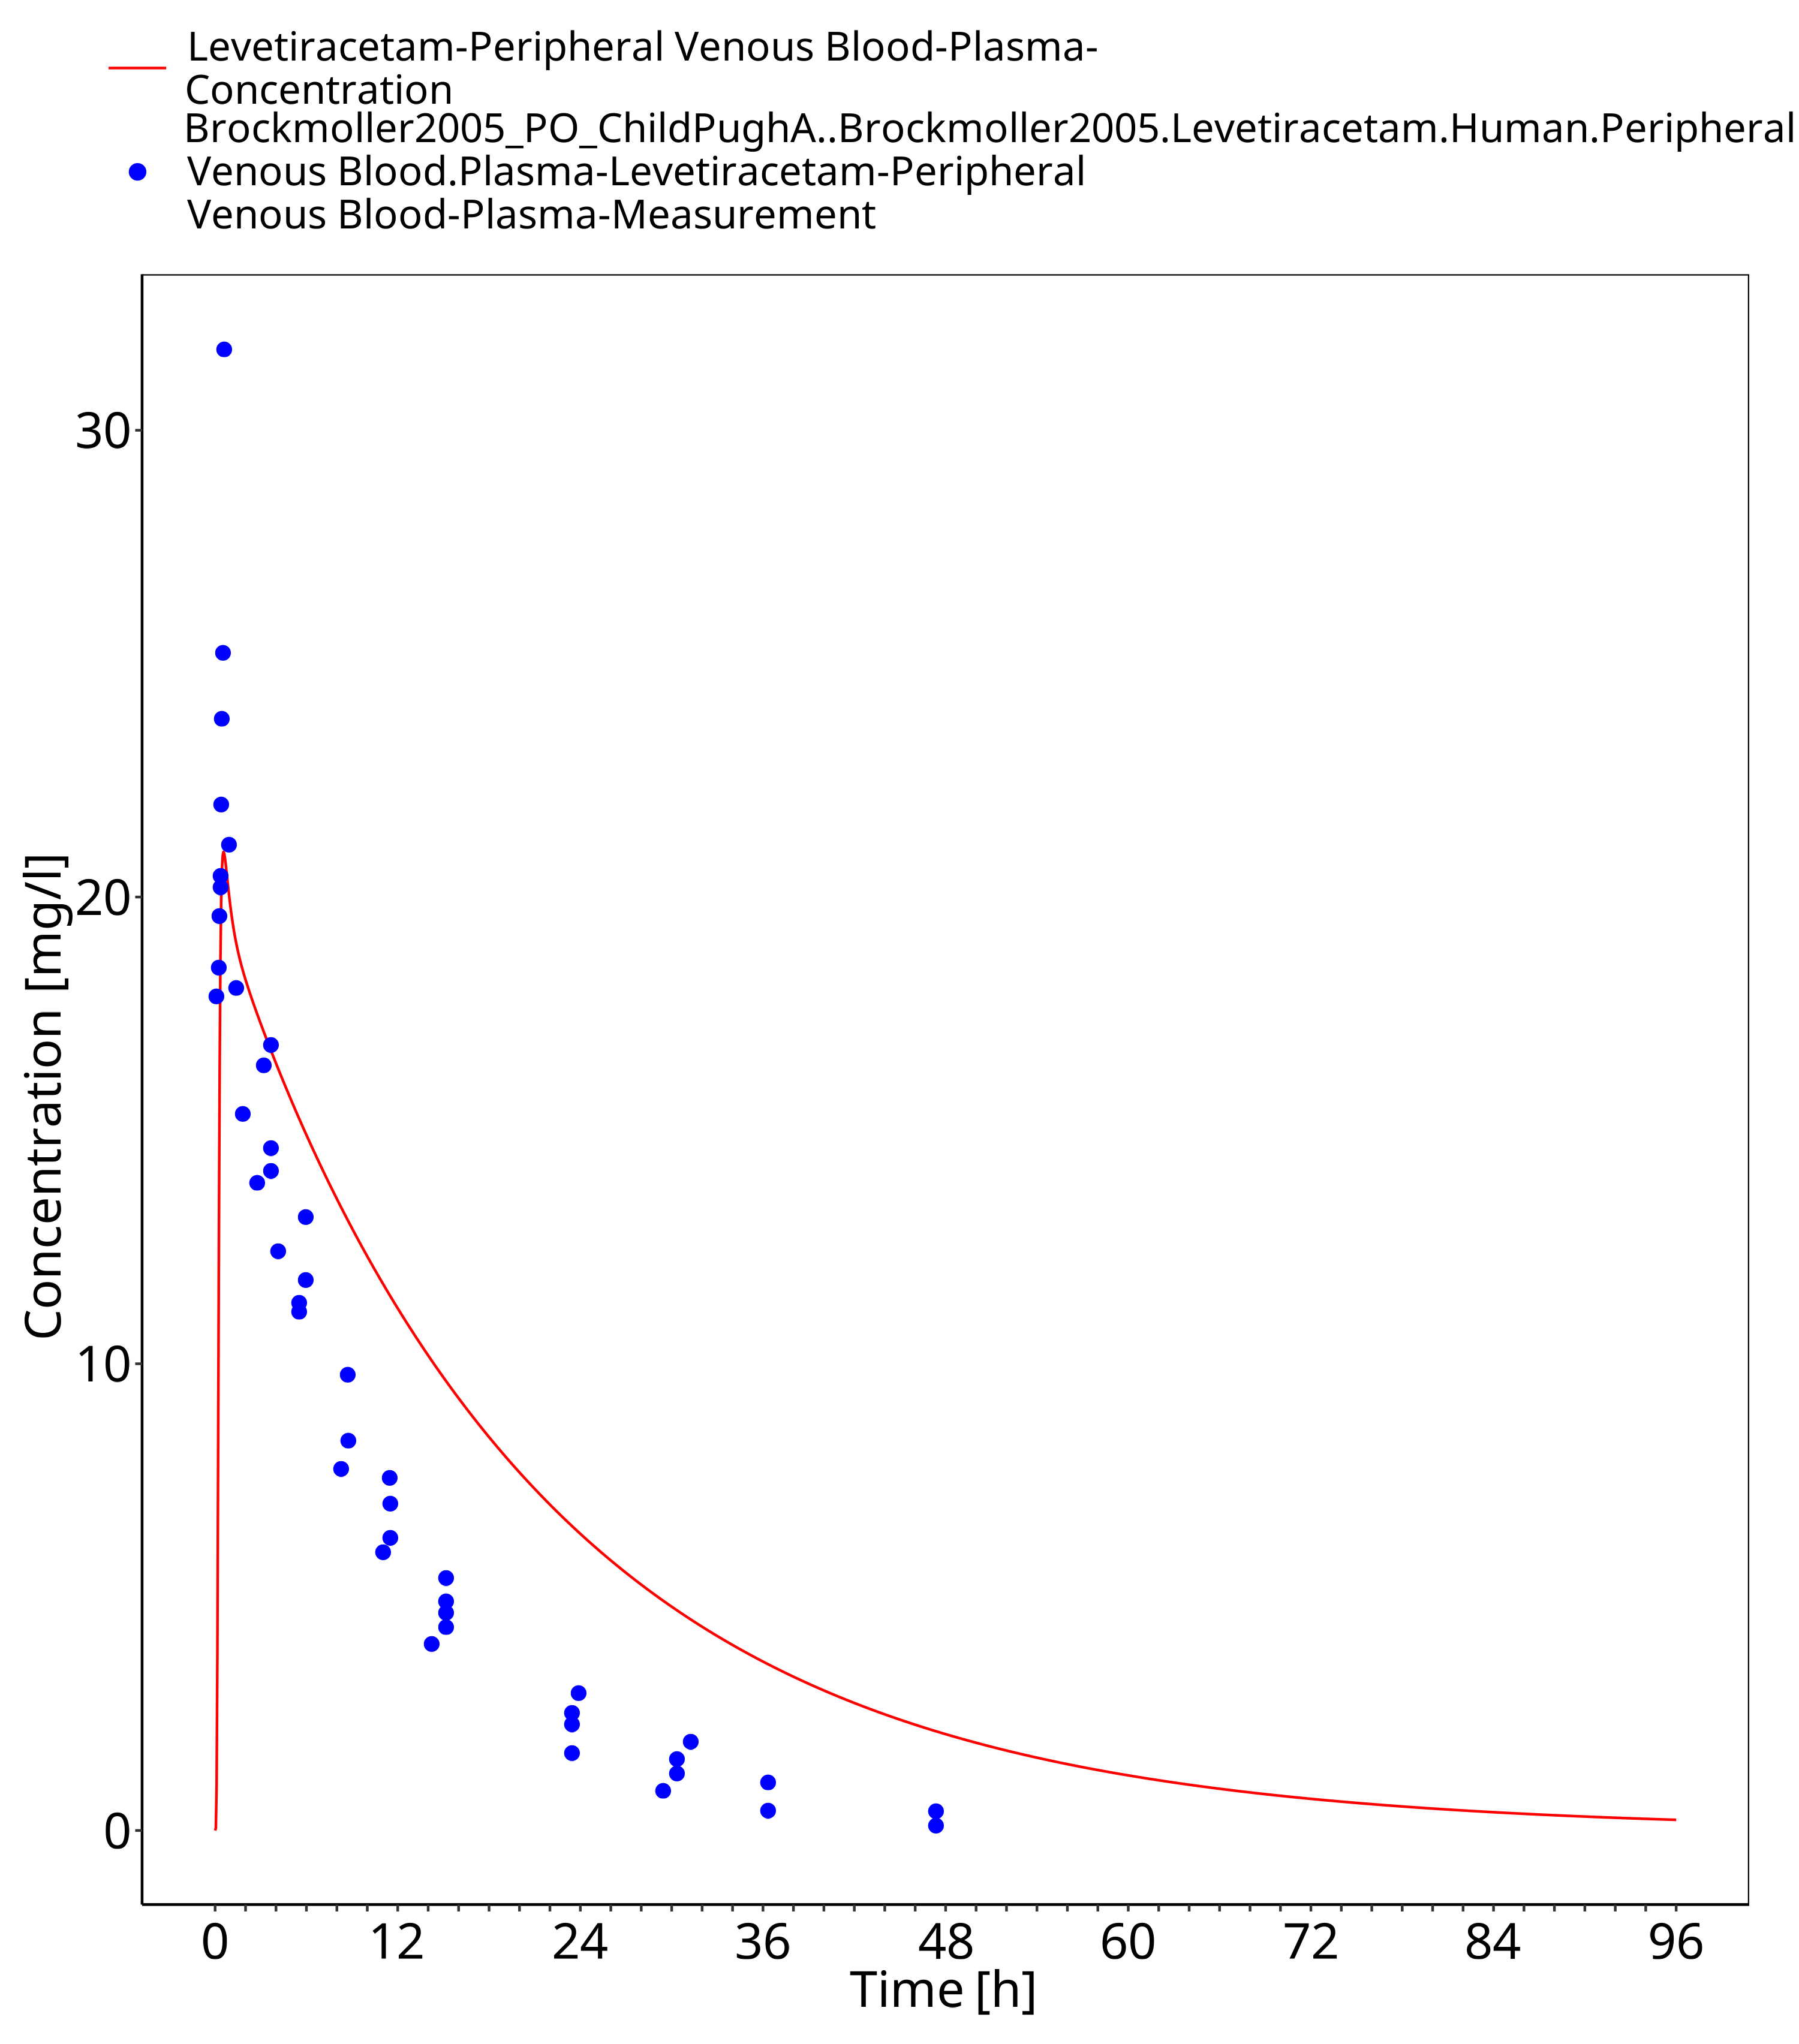 Levetiracetam-Peripheral Venous Blood-Plasma-
Concentration
Brockmoller2005_PO_ChildPughA..Brockmoller2005.Levetiracetam.Human.Peripheral
Venous Blood.Plasma-Levetiracetam-Peripheral
Venous Blood-Plasma-Measurement
Concentration [mg/l]
30
20
10
0
0 12 24 36 48 60 72 84 96
Time [h]